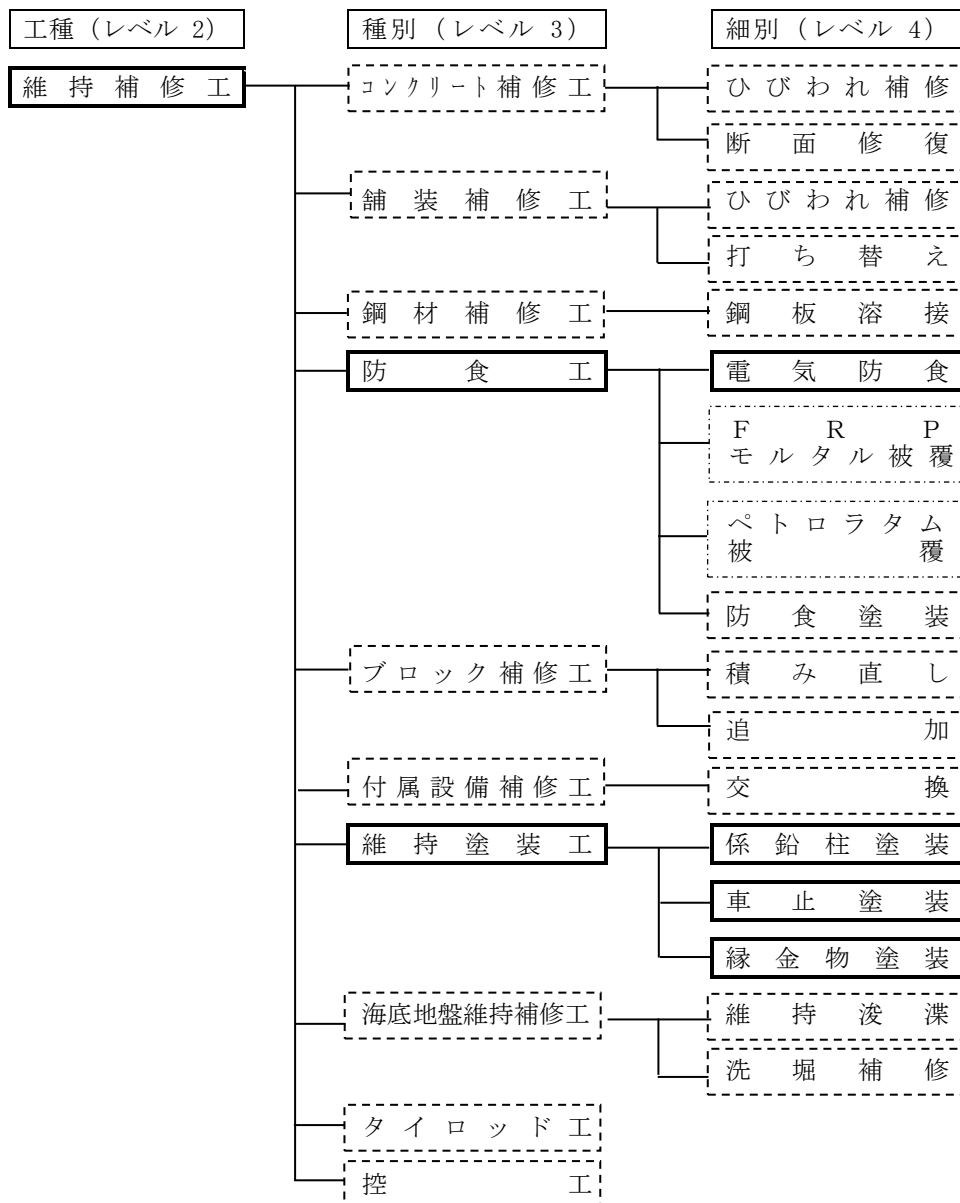 工種（レベル 2） 種別（レベル 3） 細別（レベル 4）
維持補修工 コンクリート補修工 ひびわれ補修
断面修復
舗装補修工 ひびわれ補修
打ち替え
鋼材補修工 鋼板溶接
防食工 電気防食
FRP
モルタル被覆
ペトロラタム
被覆
防食塗装
ブロック補修工 積み直し
追加
付属設備補修工 交換
維持塗装工 係鉛柱塗装
車止塗装
縁金物塗装
海底地盤維持補修工 維持浚渫
洗堀補修
タイロッド工
控工